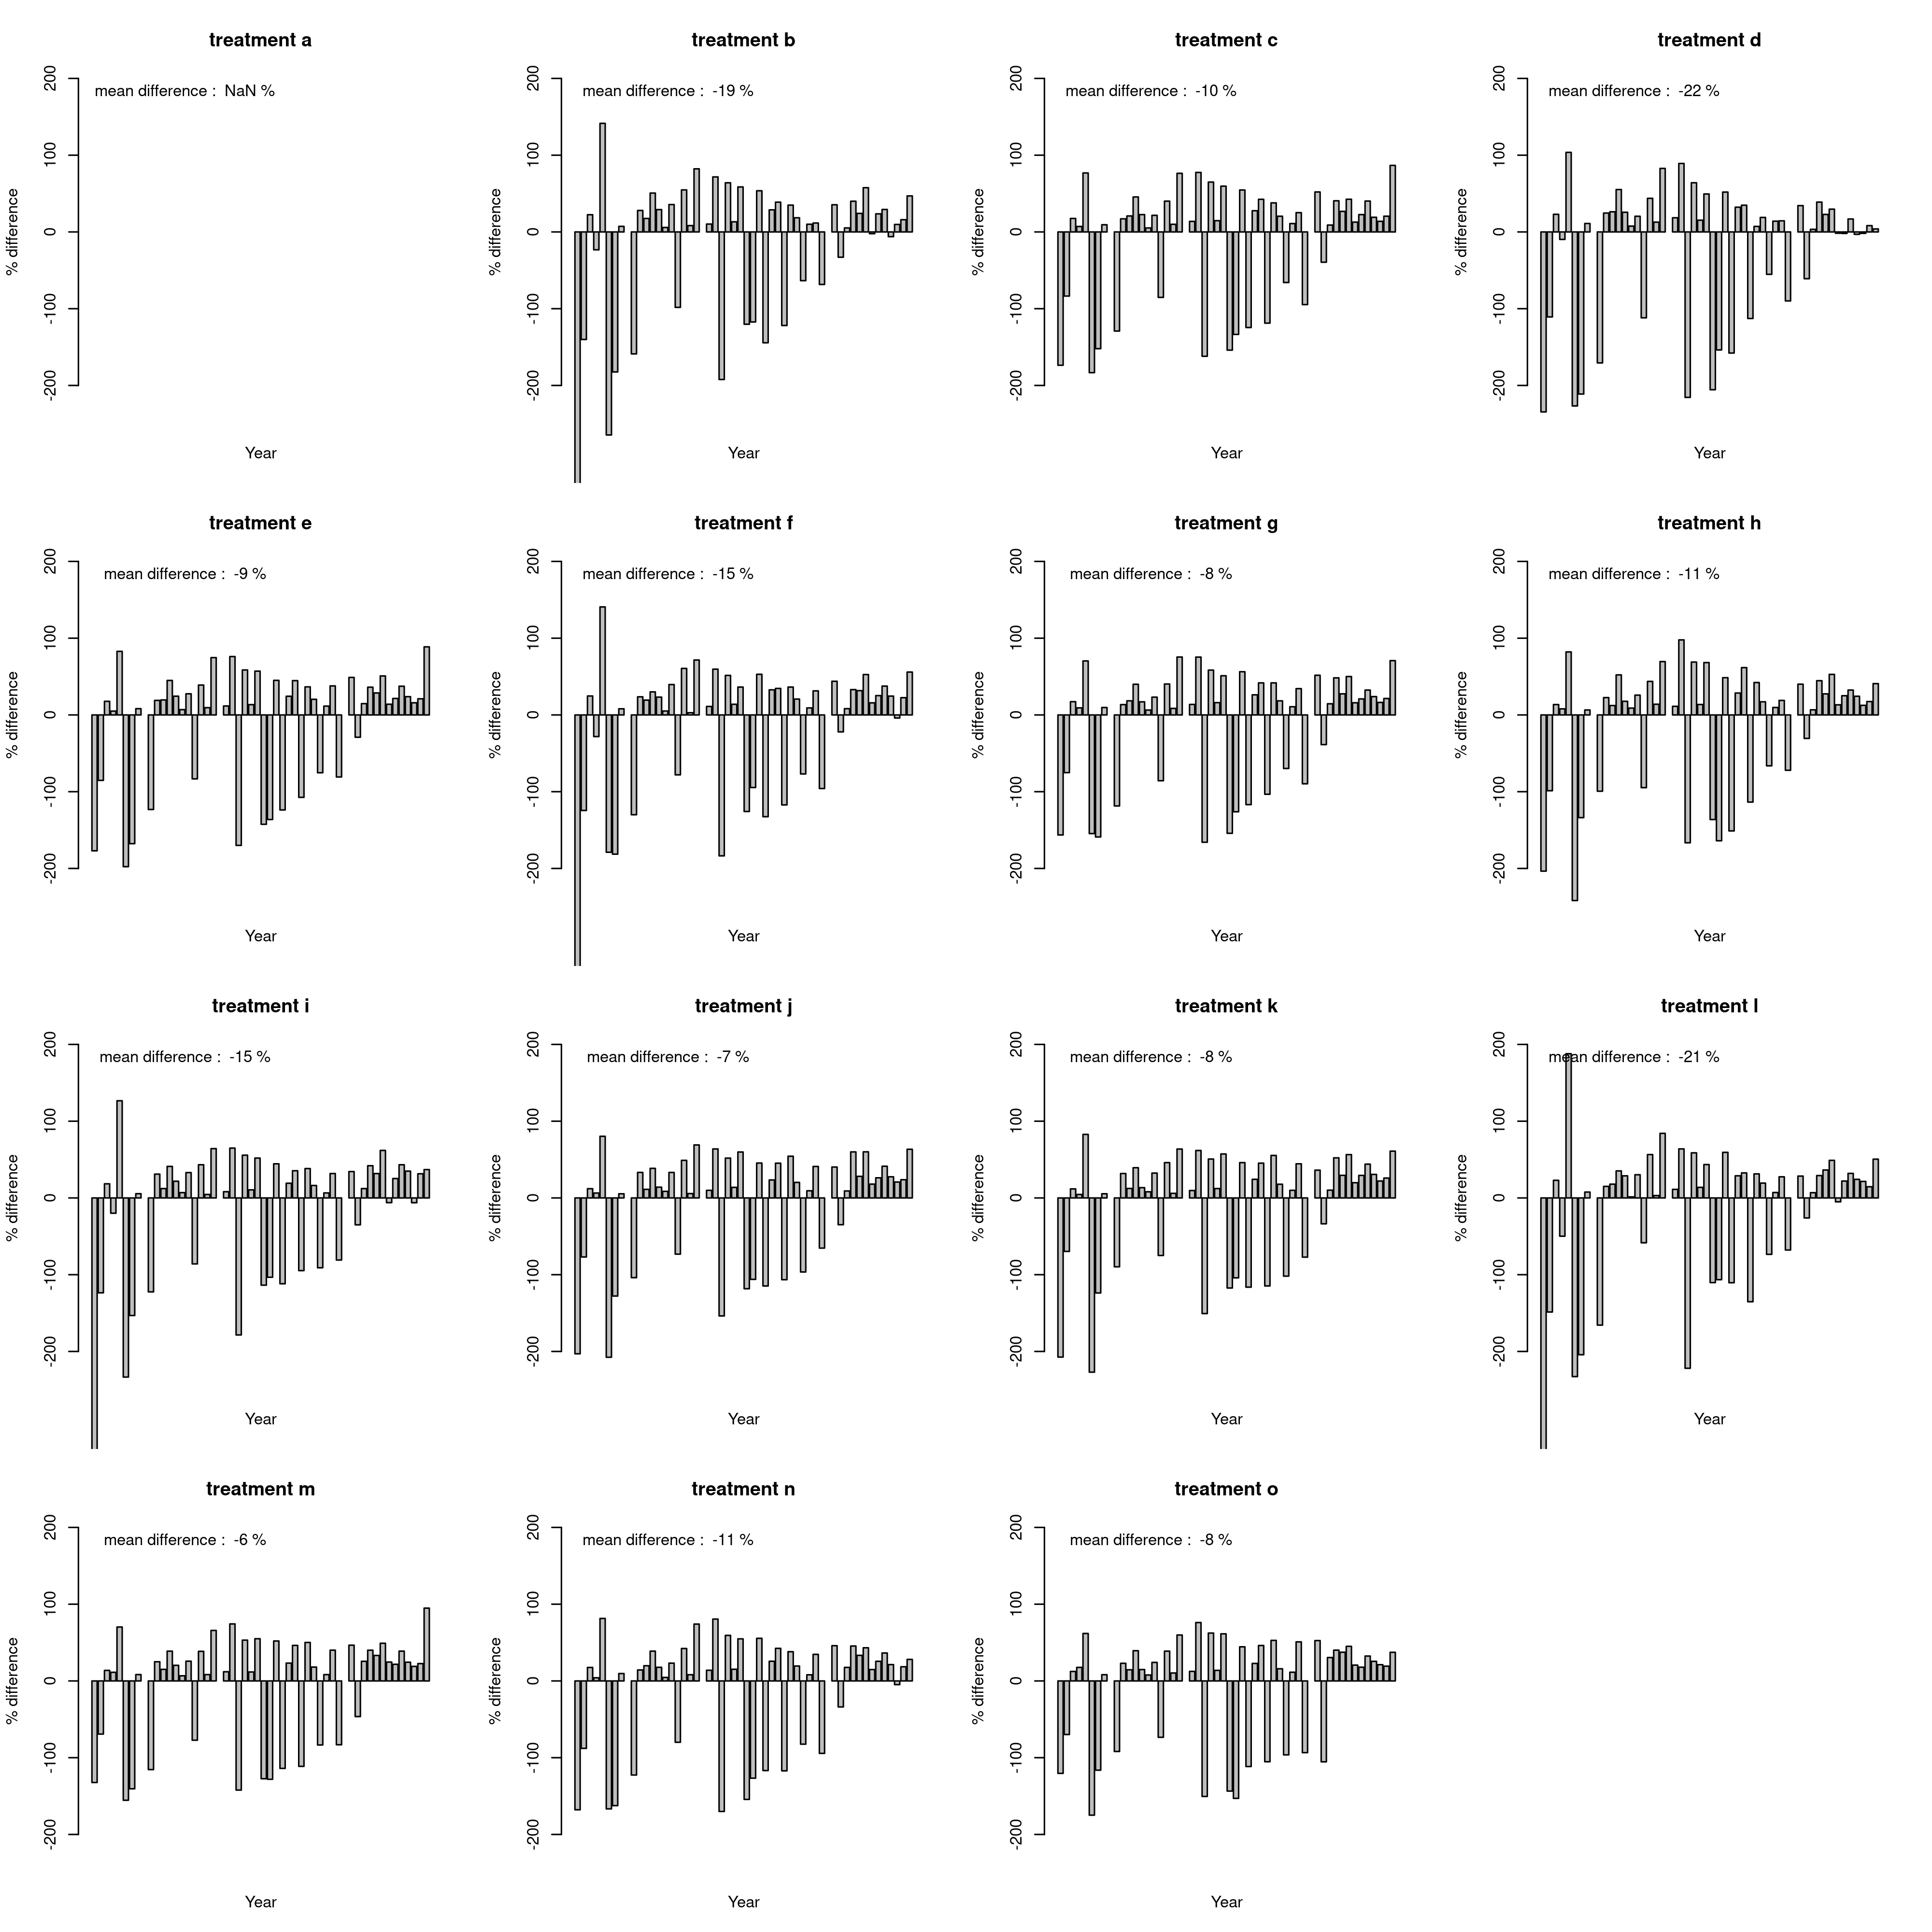 treatment a
mean difference :  NaN %
200
100
0
-100
-200
% difference
Year
treatment b
mean difference :  -19 %
200
100
0
-100
-200
% difference
Year
treatment c
mean difference :  -10 %
200
100
0
-100
-200
% difference
Year
treatment d
mean difference :  -22 %
200
100
0
-100
-200
% difference
Year
treatment e
mean difference :  -9 %
200
100
0
-100
-200
% difference
Year
treatment f
mean difference :  -15 %
200
100
0
-100
-200
% difference
Year
treatment g
mean difference :  -8 %
200
100
0
-100
-200
% difference
Year
treatment h
mean difference :  -11 %
200
100
0
-100
-200
% difference
Year
treatment i
mean difference :  -15 %
200
100
0
-100
-200
% difference
Year
treatment j
mean difference :  -7 %
200
100
0
-100
-200
% difference
Year
treatment k
mean difference :  -8 %
200
100
0
-100
-200
% difference
Year
treatment l
mean difference :  -21 %
200
100
0
-100
-200
% difference
Year
treatment m
mean difference :  -6 %
200
100
0
-100
-200
% difference
Year
treatment n
mean difference :  -11 %
200
100
0
-100
-200
% difference
Year
treatment o
mean difference :  -8 %
200
100
0
-100
-200
% difference
Year